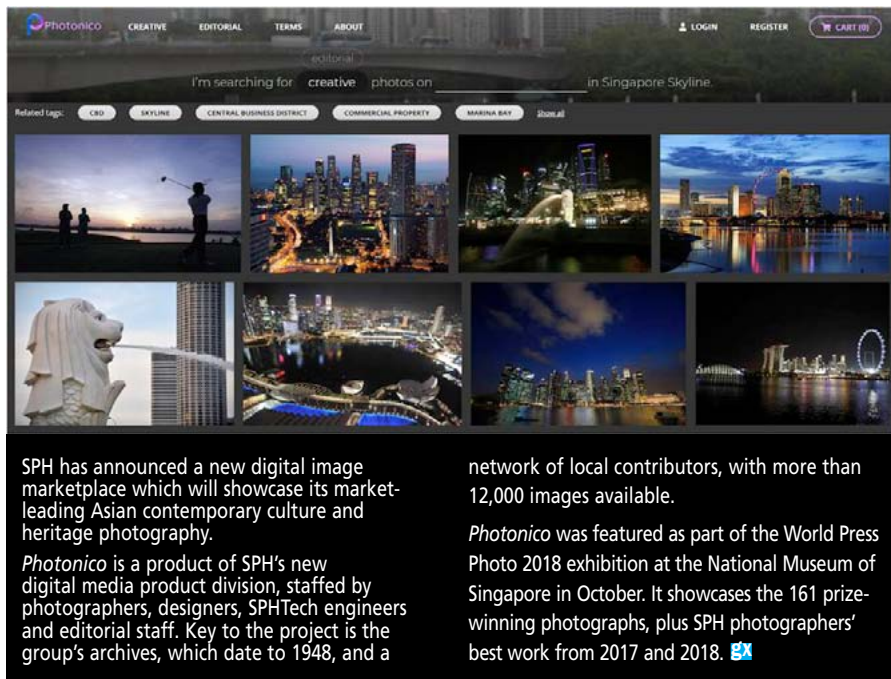 Photonico CREATIVE EDITORIAL TERMS ABOUT LOGIN REGISTER CART (0)
editorial
I'm searching for creative photos on in Singapore Skyline.
Related tags: CBD SKYLINE CENTRAL BUSINESS DISTRICT COMMERCIAL PROPERTY MARINA BAY Show all
SPH has announced a new digital image
marketplace which will showcase its market-
leading Asian contemporary culture and
heritage photography.
Photonico is a product of SPH’s new
digital media product division, staffed by
photographers, designers, SPHTech engineers
and editorial staff. Key to the project is the
group’s archives, which date to 1948, and a
network of local contributors, with more than
12,000 images available.
Photonico was featured as part of the World Press
Photo 2018 exhibition at the National Museum of
Singapore in October. It showcases the 161 prize-
winning photographs, plus SPH photographers’
best work from 2017 and 2018. gx